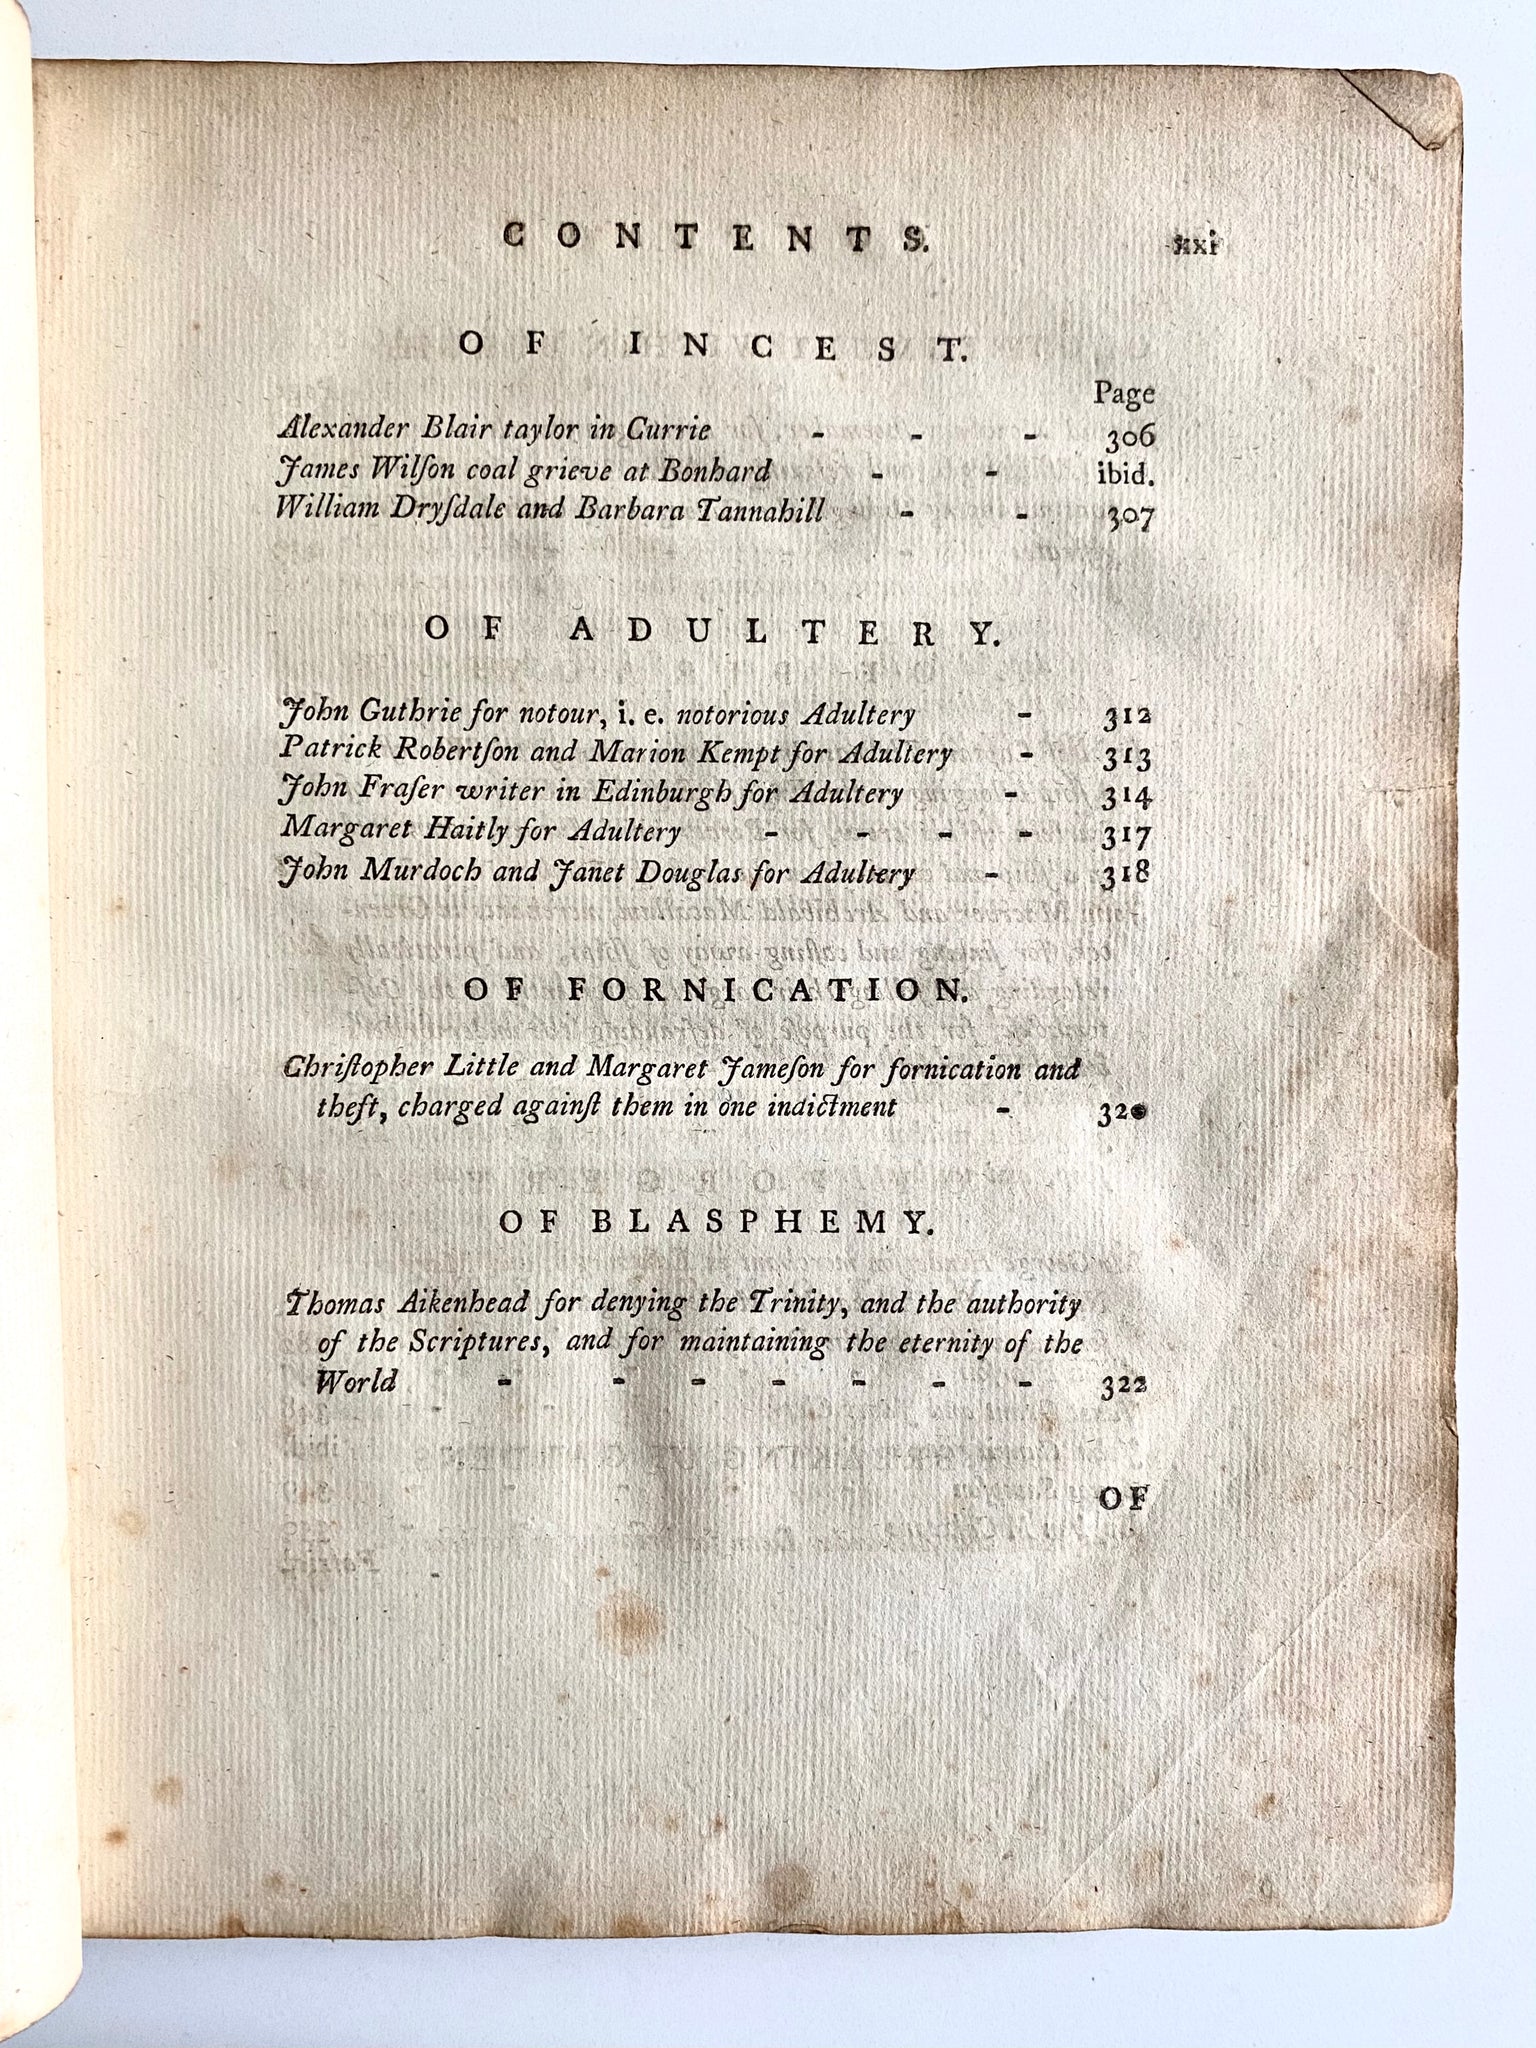 CONTENTS. xxi
OF INCEST.
Page
Alexander Blair taylor in Currie - - - 306
James Wilſon coal grieve at Bonhard - - ibid.
William Dryſdale and Barbara Tannahill - - 307
OF ADULTERY.
John Guthrie for notour, i. e. notorious Adultery - 312
Patrick Robertſon and Marion Kempt for Adultery - 313
John Fraſer writer in Edinburgh for Adultery - 314
Margaret Haitly for Adultery - - - - 317
John Murdoch and Janet Douglas for Adultery - 318
OF FORNICATION.
Chriſtopher Little and Margaret Jameſon for fornication and
theft, charged againſt them in one indictment - 320
OF BLASPHEMY.
Thomas Aikenhead for denying the Trinity, and the authority
of the Scriptures, and for maintaining the eternity of the
World - - - - - - - 322
OF